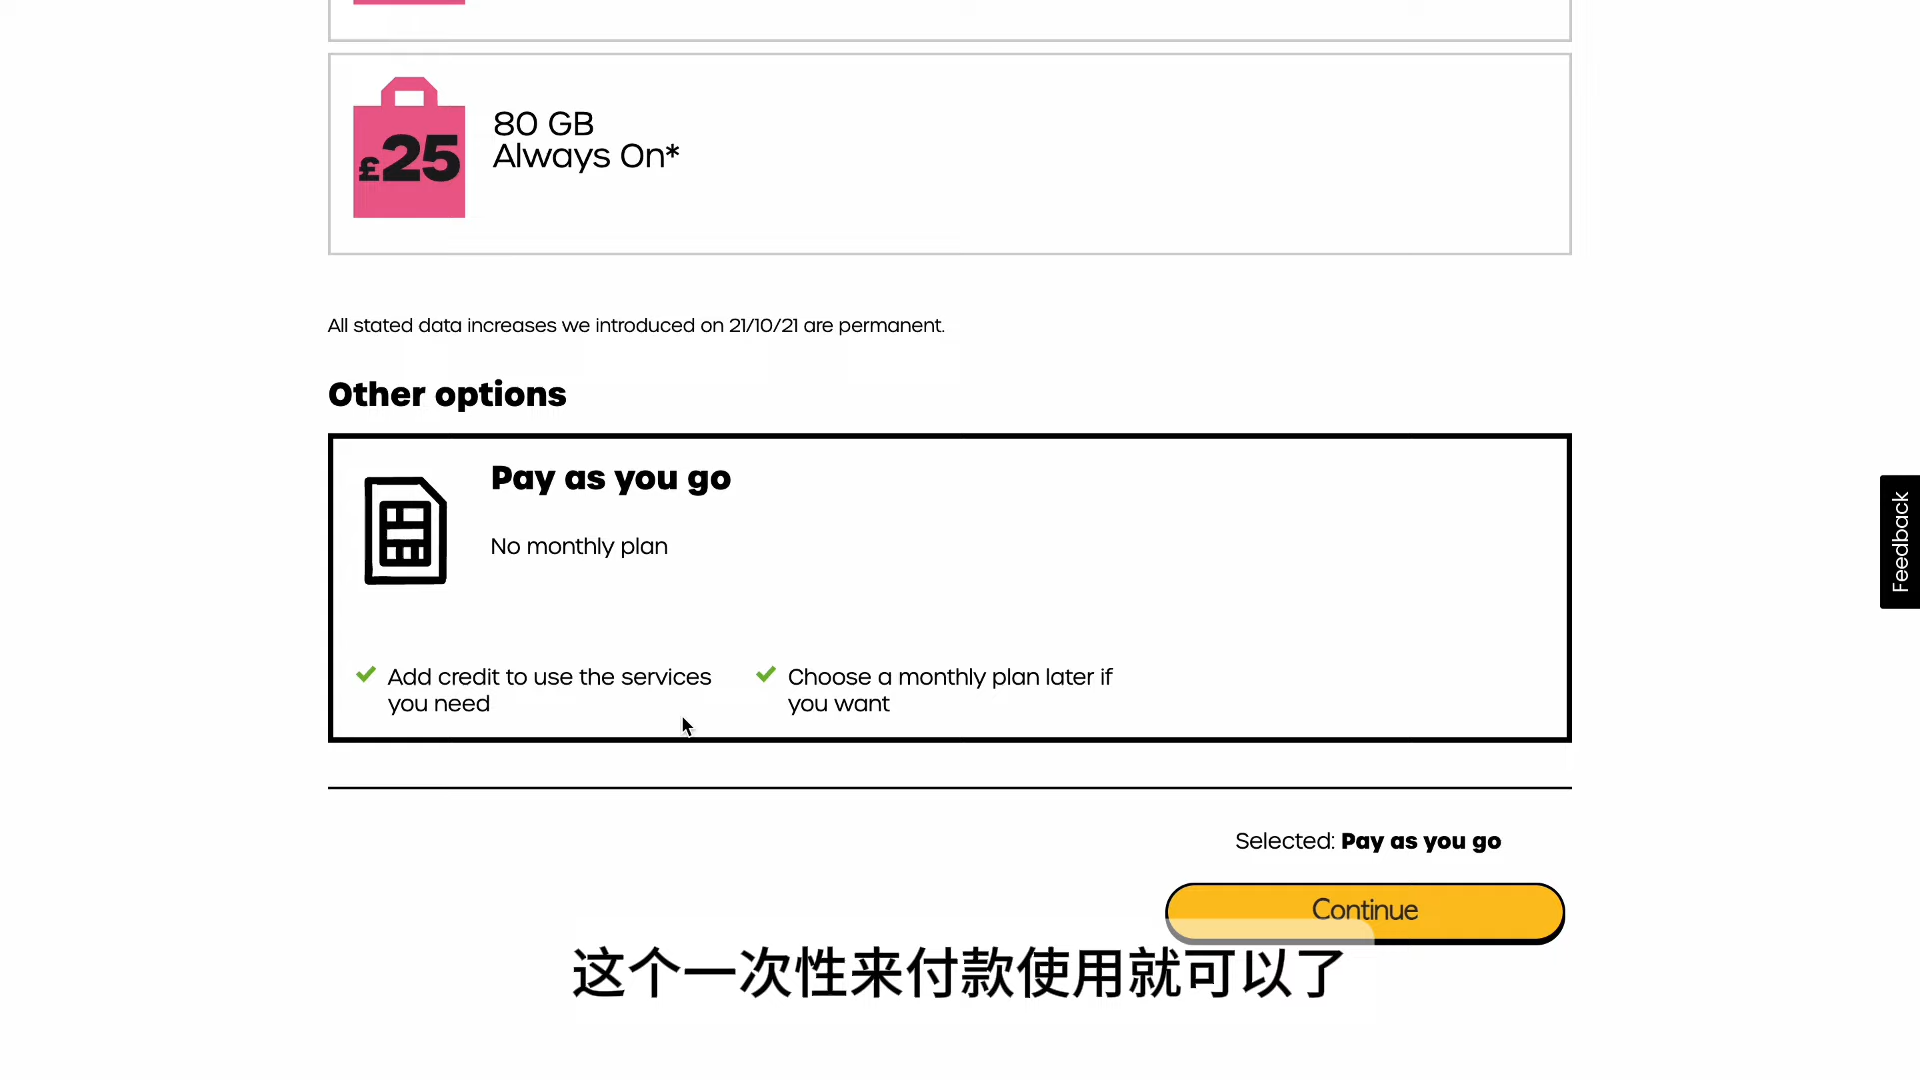 £25
80 GB
Always On*
All stated data increases we introduced on 21/10/21 are permanent.
Other options
Pay as you go
No monthly plan
Add credit to use the services
you need
Choose a monthly plan later if
you want
Feedback
Selected: Pay as you go
Continue
这个一次性来付款使用就可以了